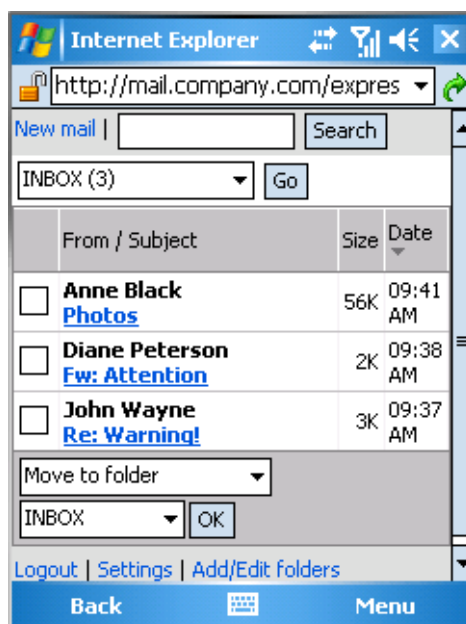 Internet Explorer
http://mail.company.com/expres
New mail | Search
INBOX (3) Go
From / Subject Size Date
Anne Black 56K 09:41 AM
Photos
Diane Peterson 2K 09:38 AM
Fw: Attention
John Wayne 3K 09:37 AM
Re: Warning!
Move to folder
INBOX OK
Logout | Settings | Add/Edit folders
Back Menu